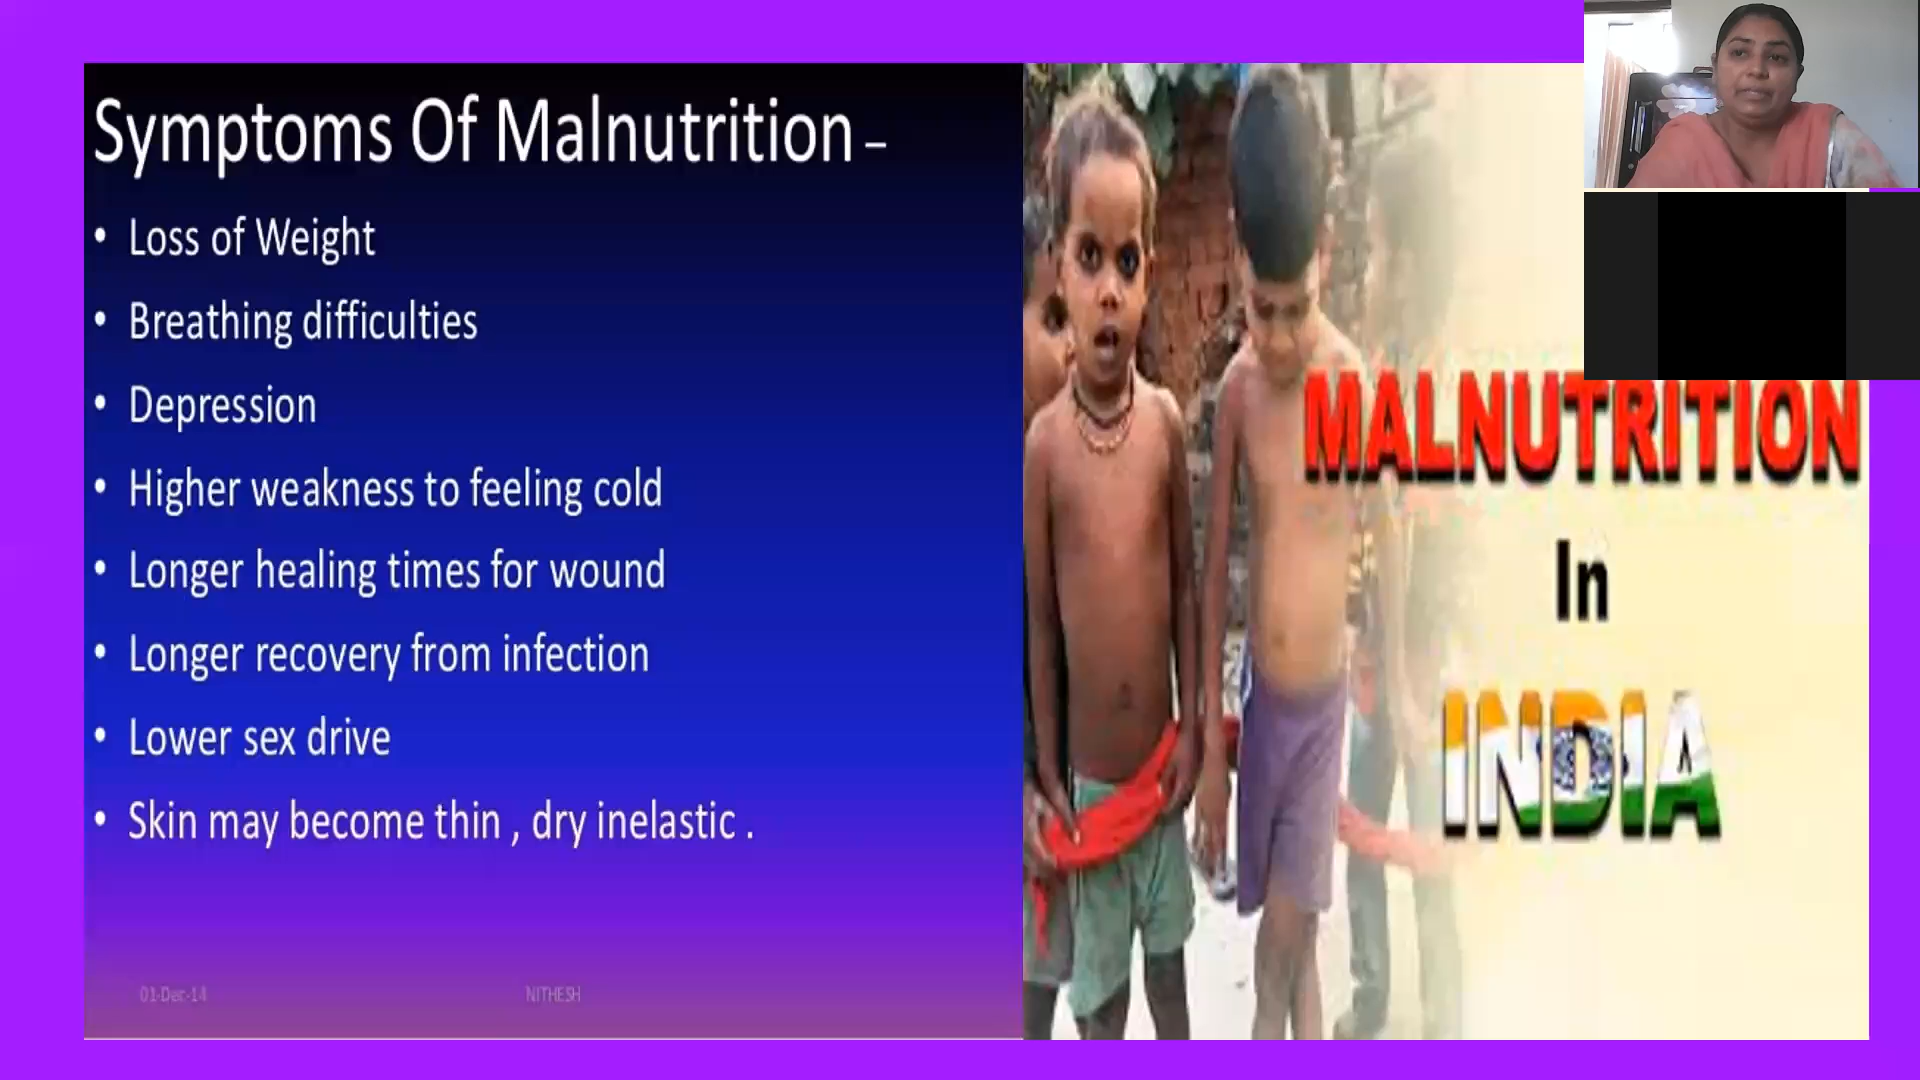 Symptoms Of Malnutrition –
• Loss of Weight
• Breathing difficulties
• Depression
• Higher weakness to feeling cold
• Longer healing times for wound
• Longer recovery from infection
• Lower sex drive
• Skin may become thin , dry inelastic .
01-Dec-14
NITHESH
MALNUTRITION
In
INDIA